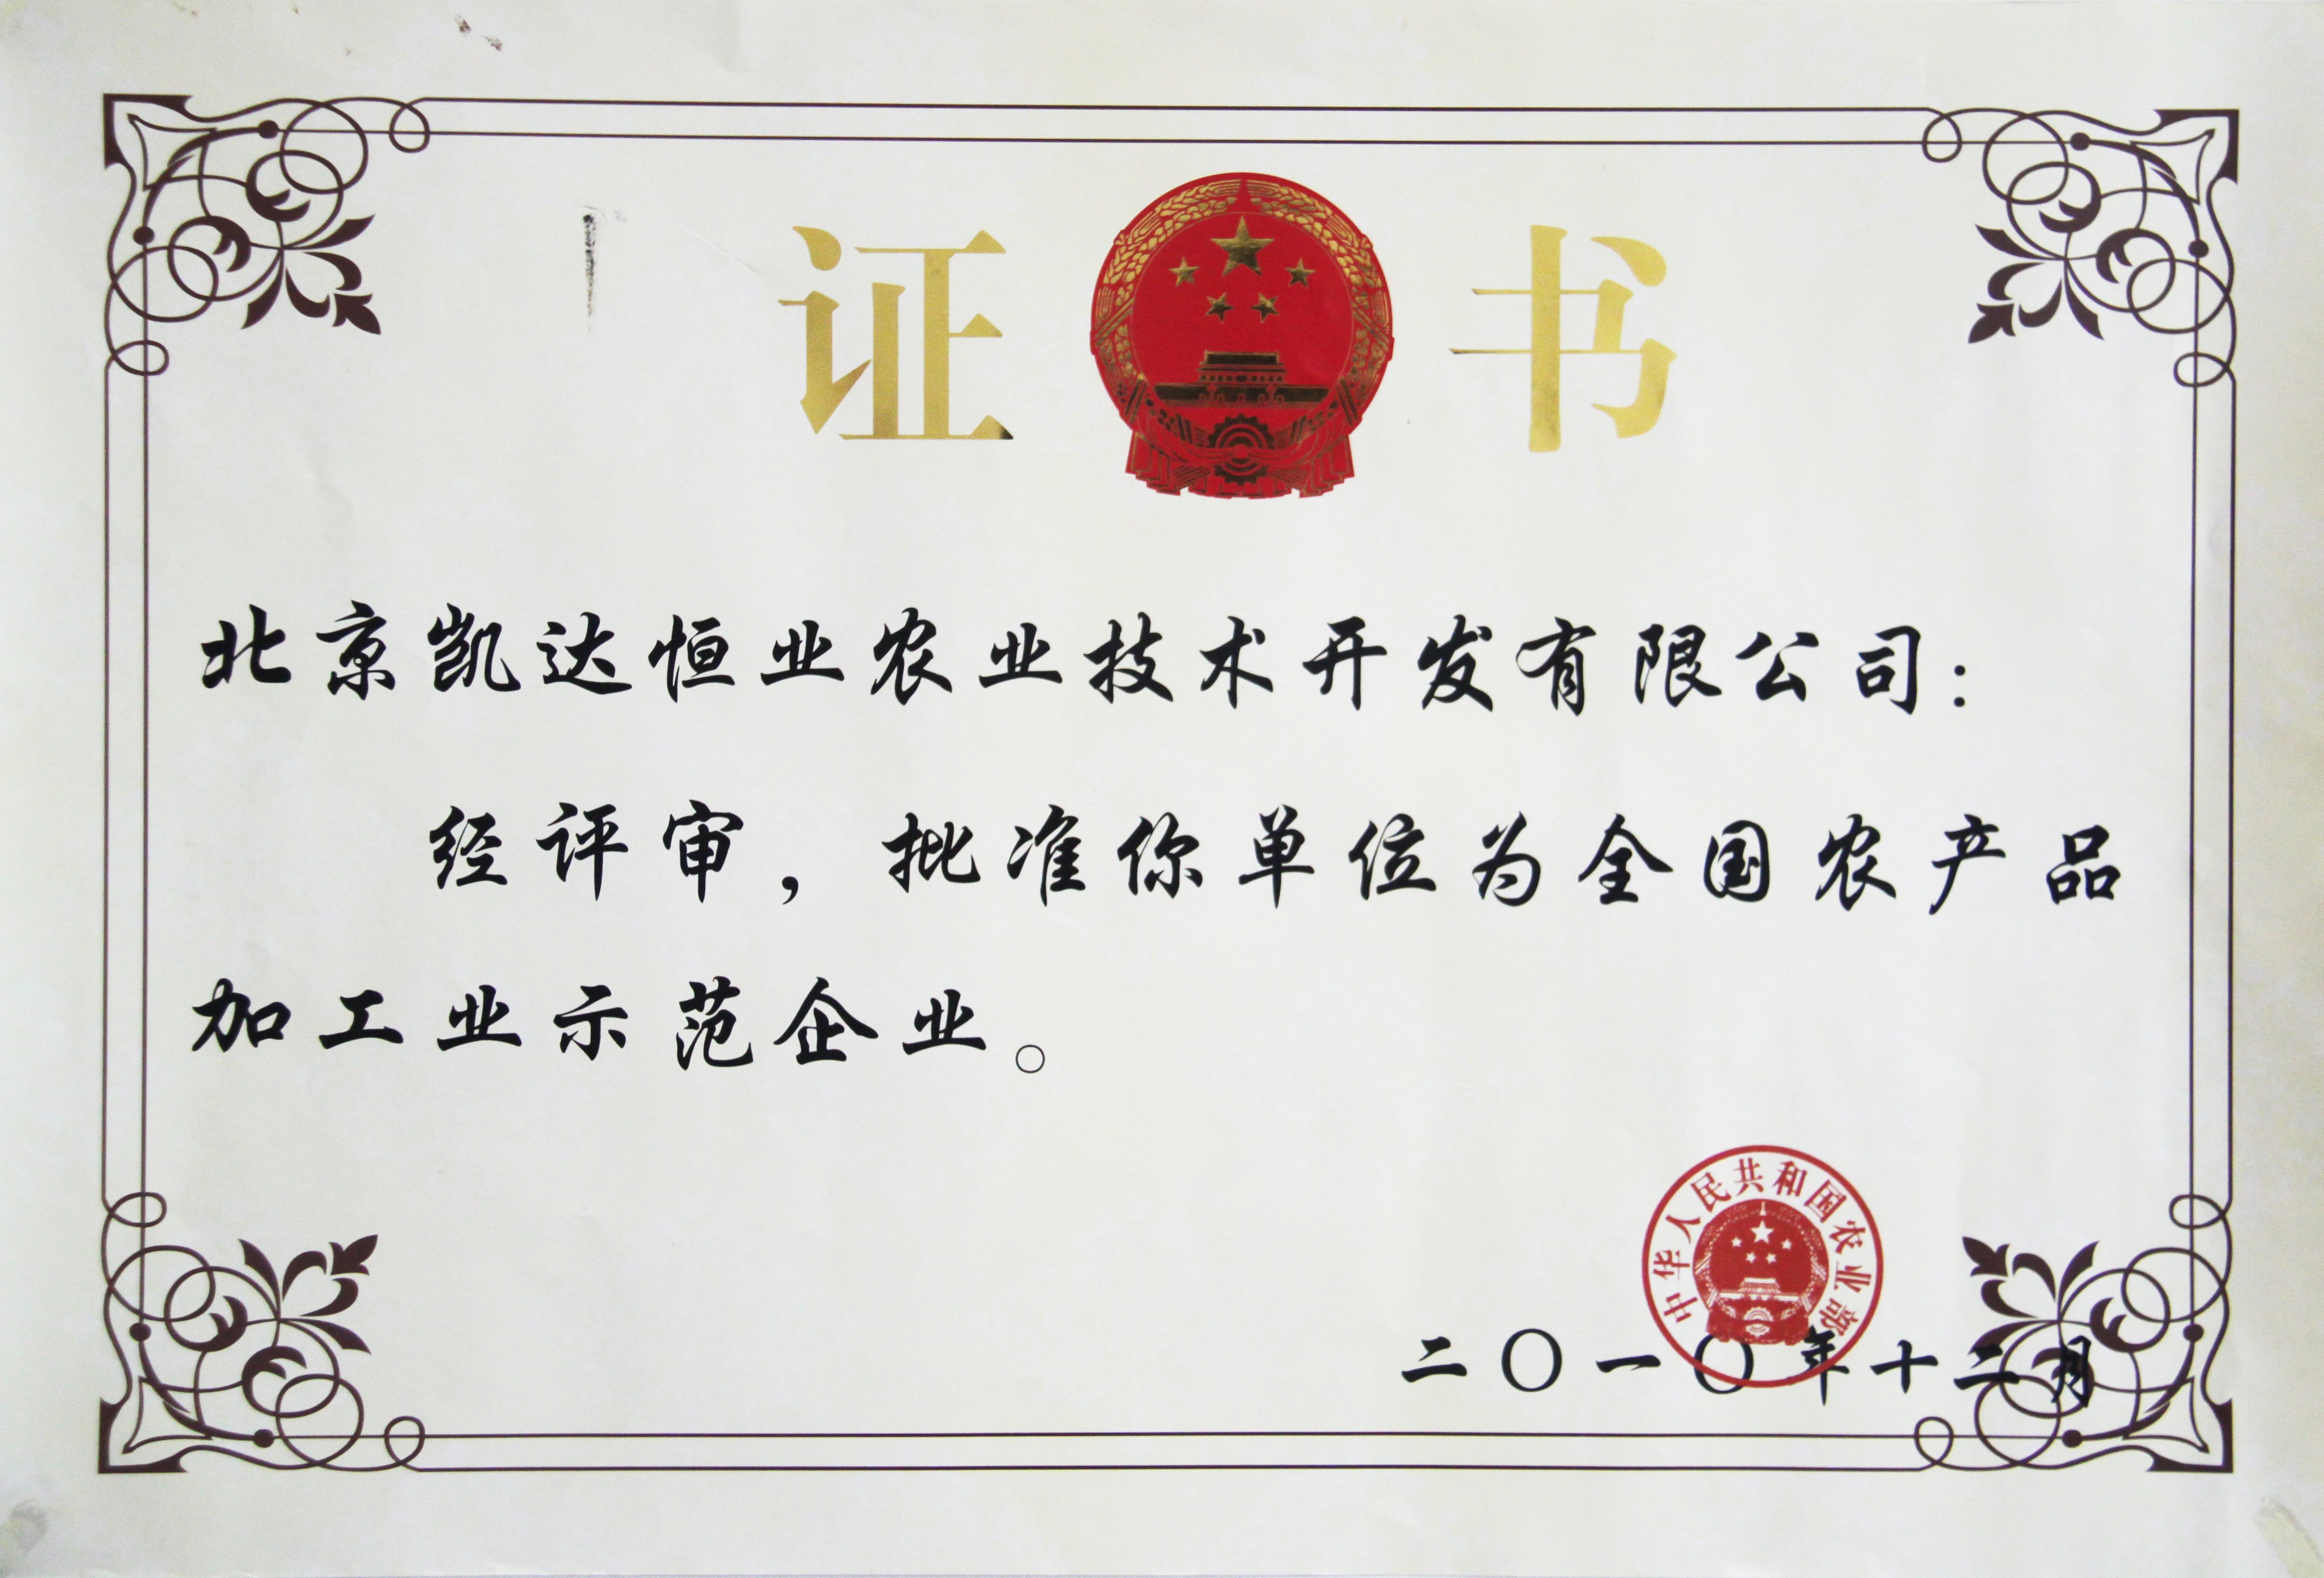 证书
北京凯达恒业农业技术开发有限公司：
经评审，批准你单位为全国农产品
加工业示范企业。
中华人民共和国农业部
二〇一〇年十二月